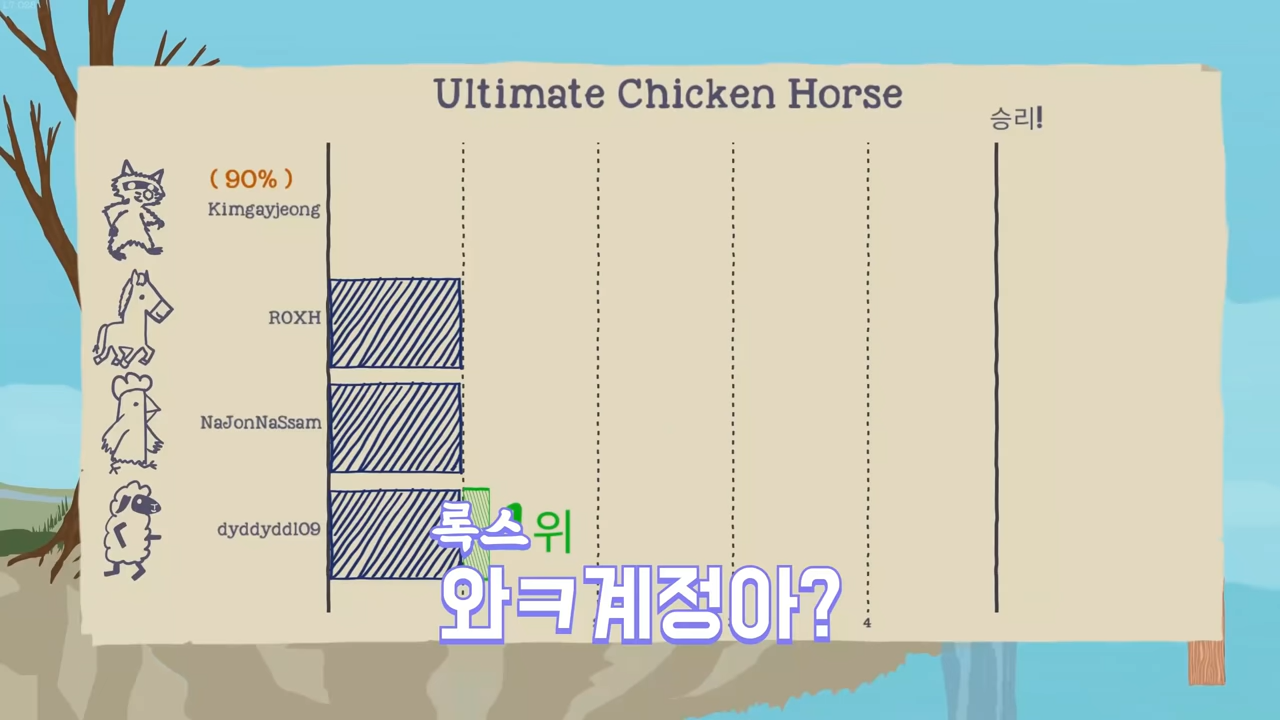 Ultimate Chicken Horse
승리!
( 90% )
Kimgayjeong
ROXH
NaJonNaSsam
dyddydd109
1위
록스
와ㅋ계정아?
4